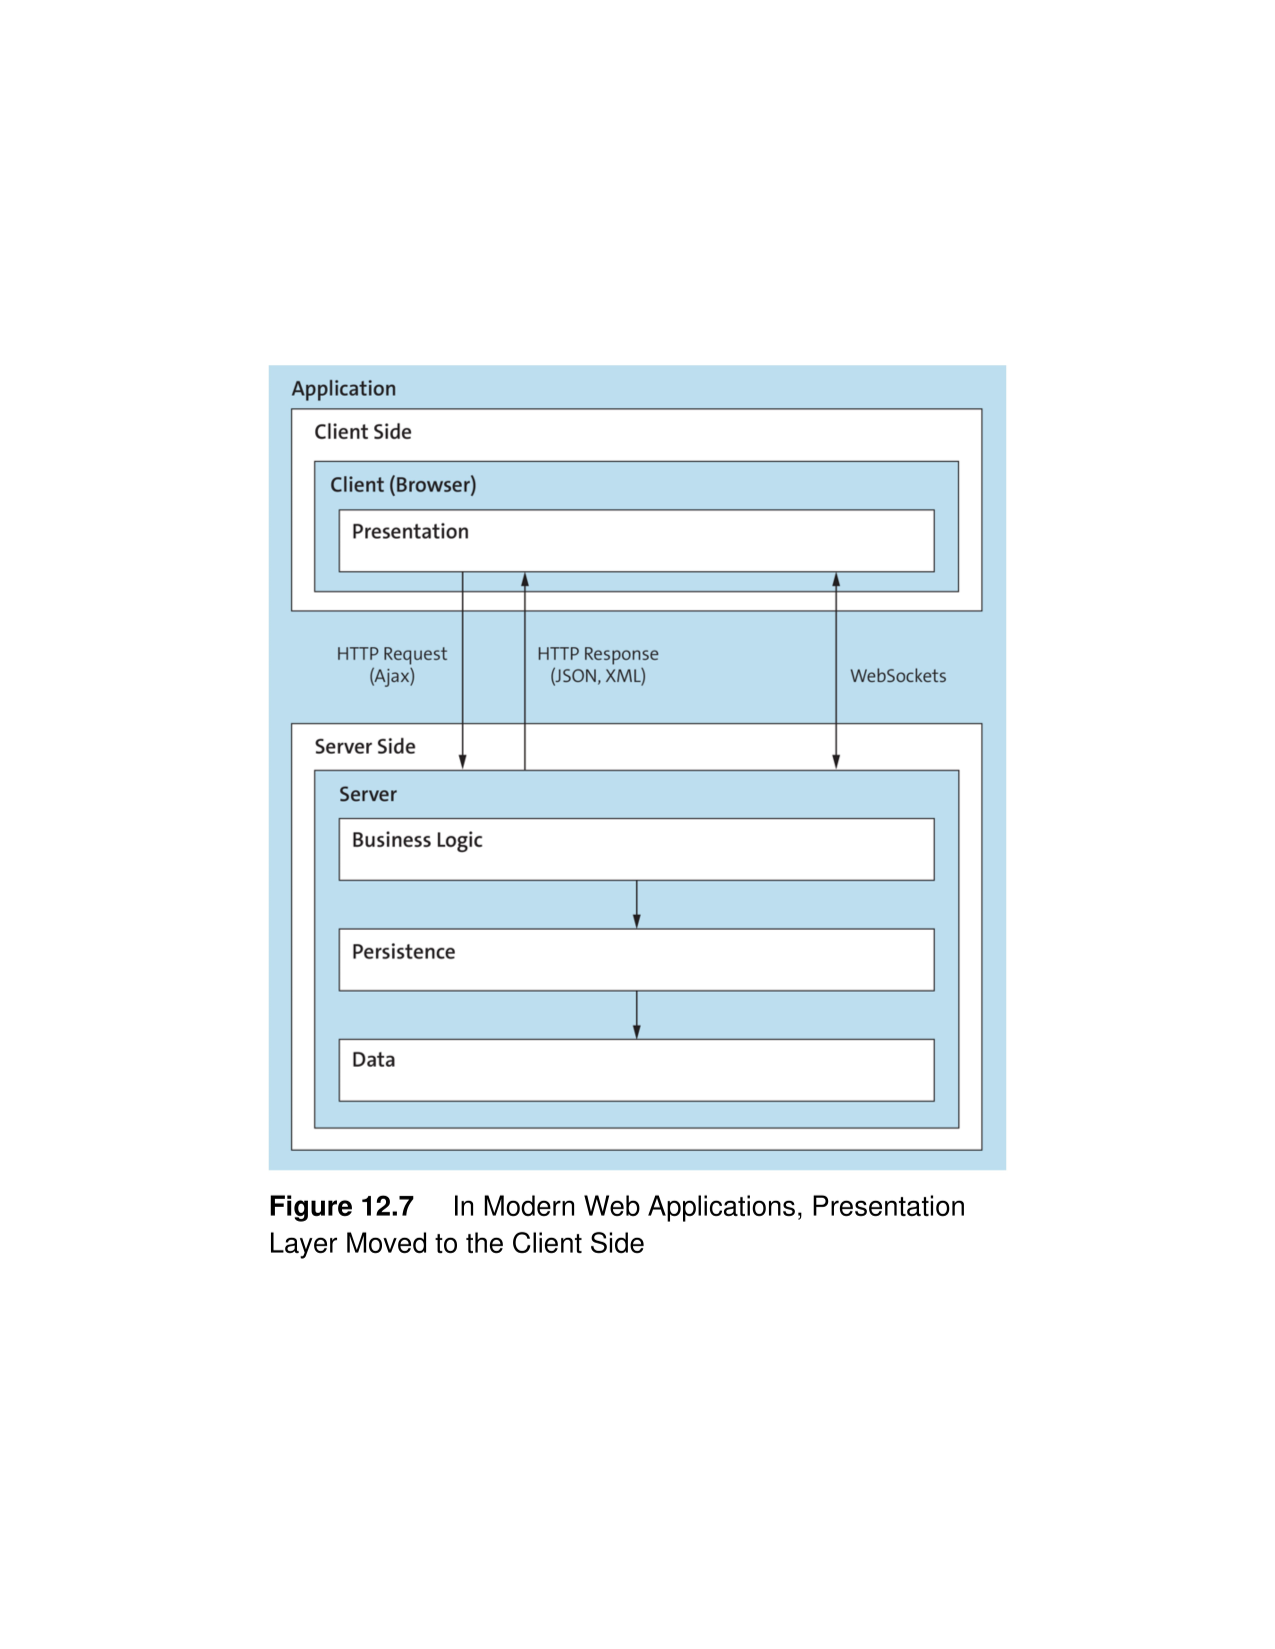 Application
Client Side
Client (Browser)
Presentation
HTTP Request
(Ajax)
HTTP Response
(JSON, XML)
WebSockets
Server Side
Server
Business Logic
Persistence
Data
Figure 12.7 In Modern Web Applications, Presentation
Layer Moved to the Client Side